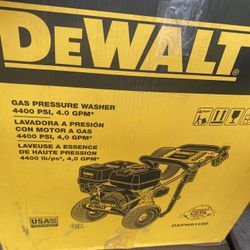 DEWALT
GAS PRESSURE WASHER
4400 PSI, 4.0 GPM*
LAVADORA A PRESIÓN
CON MOTOR A GAS
4400 PSI, 4,0 GPM*
LAVEUSE A ESSENCE
DE HAUTE PRESSION
4400 lb/po², 4,0 GPM*
USA